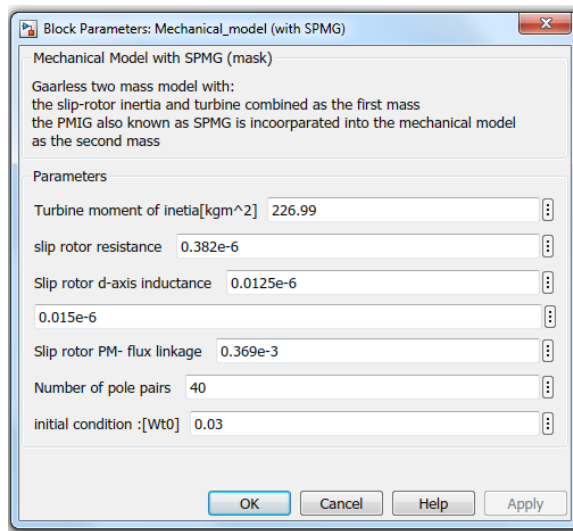 Block Parameters: Mechanical_model (with SPMG)
Mechanical Model with SPMG (mask)
Gaarless two mass model with:
the slip-rotor inertia and turbine combined as the first mass
the PMIG also known as SPMG is incoorparated into the mechanical model
as the second mass
Parameters
Turbine moment of inetia[kgm^2] 226.99
slip rotor resistance 0.382e-6
Slip rotor d-axis inductance 0.0125e-6
0.015e-6
Slip rotor PM- flux linkage 0.369e-3
Number of pole pairs 40
initial condition :[Wt0] 0.03
OK Cancel Help Apply